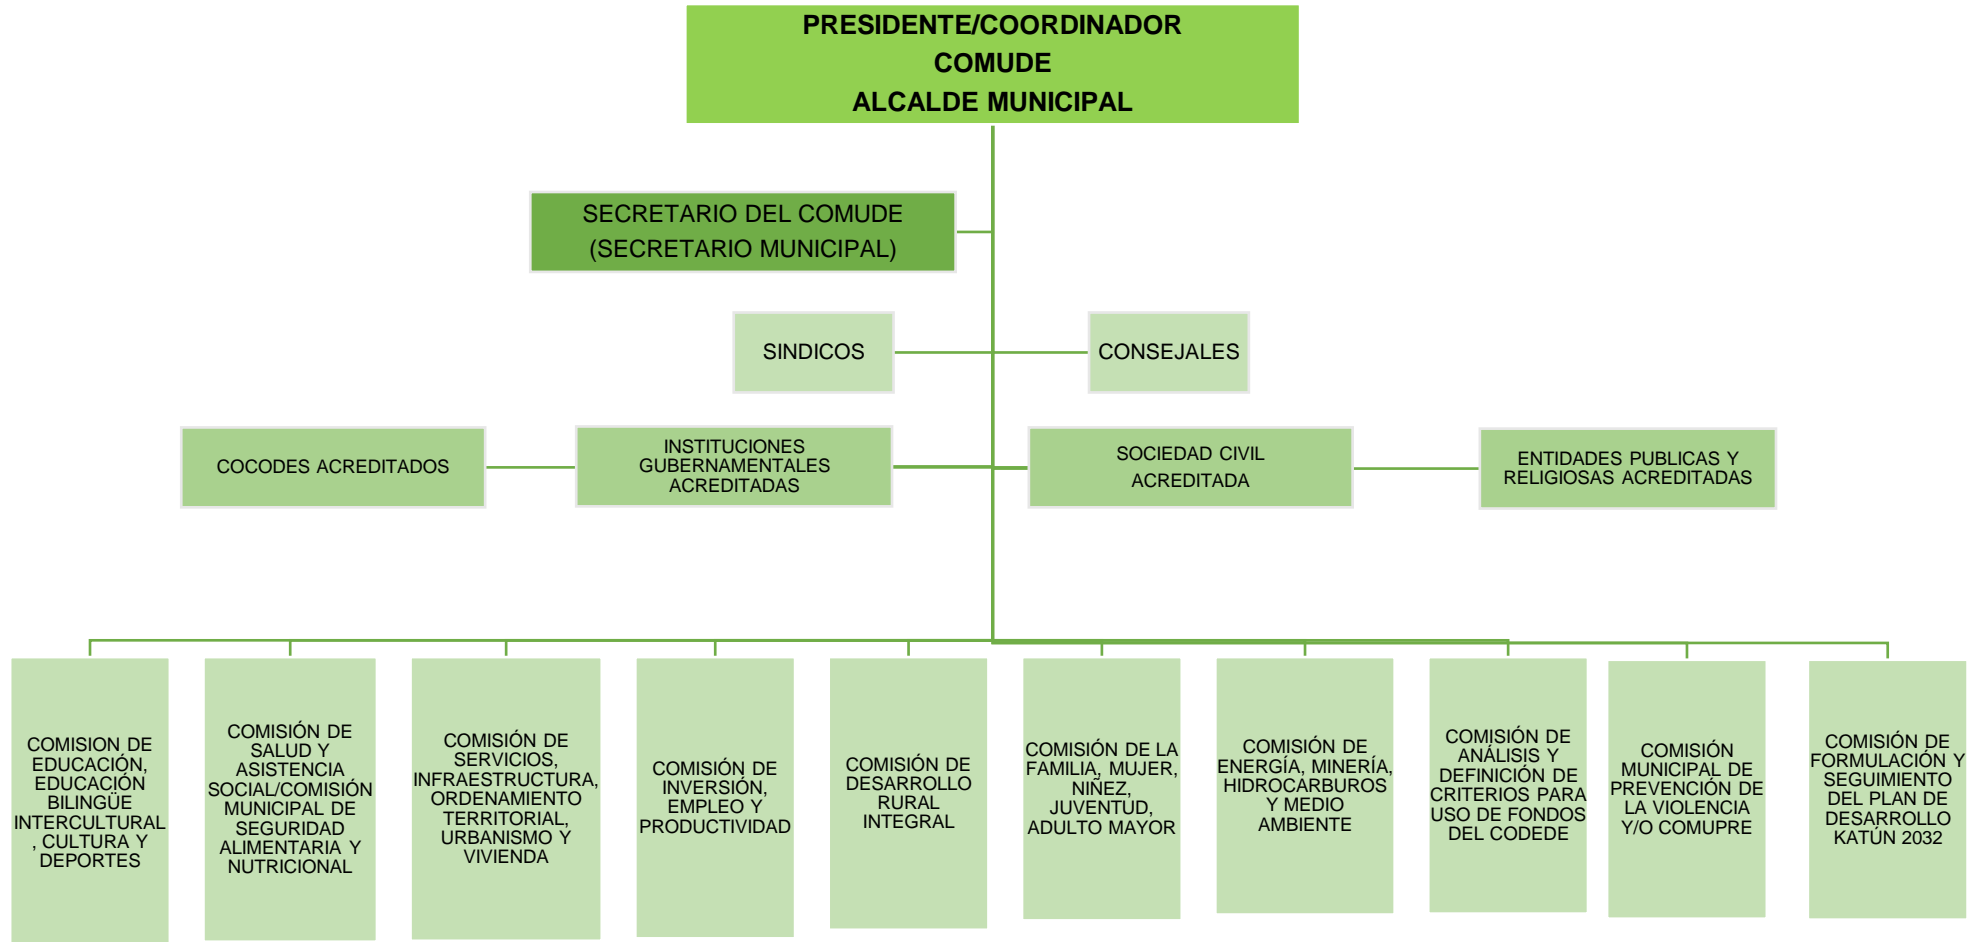 PRESIDENTE/COORDINADOR
COMUDE
ALCALDE MUNICIPAL
SECRETARIO DEL COMUDE
(SECRETARIO MUNICIPAL)
SINDICOS
CONSEJALES
COCODES ACREDITADOS
INSTITUCIONES
GUBERNAMENTALES
ACREDITADAS
SOCIEDAD CIVIL
ACREDITADA
ENTIDADES PUBLICAS Y
RELIGIOSAS ACREDITADAS
COMISION DE
EDUCACIÓN,
EDUCACIÓN
BILINGÜE
INTERCULTURAL
, CULTURA Y
DEPORTES
COMISIÓN DE
SALUD Y
ASISTENCIA
SOCIAL/COMISIÓN
MUNICIPAL DE
SEGURIDAD
ALIMENTARIA Y
NUTRICIONAL
COMISIÓN DE
SERVICIOS,
INFRAESTRUCTURA,
ORDENAMIENTO
TERRITORIAL,
URBANISMO Y
VIVIENDA
COMISIÓN DE
INVERSIÓN,
EMPLEO Y
PRODUCTIVIDAD
COMISIÓN DE
DESARROLLO
RURAL
INTEGRAL
COMISIÓN DE LA
FAMILIA, MUJER,
NIÑEZ,
JUVENTUD,
ADULTO MAYOR
COMISIÓN DE
ENERGÍA, MINERÍA,
HIDROCARBUROS
Y MEDIO
AMBIENTE
COMISIÓN DE
ANÁLISIS Y
DEFINICIÓN DE
CRITERIOS PARA
USO DE FONDOS
DEL CODEDE
COMISIÓN
MUNICIPAL DE
PREVENCIÓN DE
LA VIOLENCIA
Y/O COMUPRE
COMISIÓN DE
FORMULACIÓN Y
SEGUIMIENTO
DEL PLAN DE
DESARROLLO
KATÚN 2032